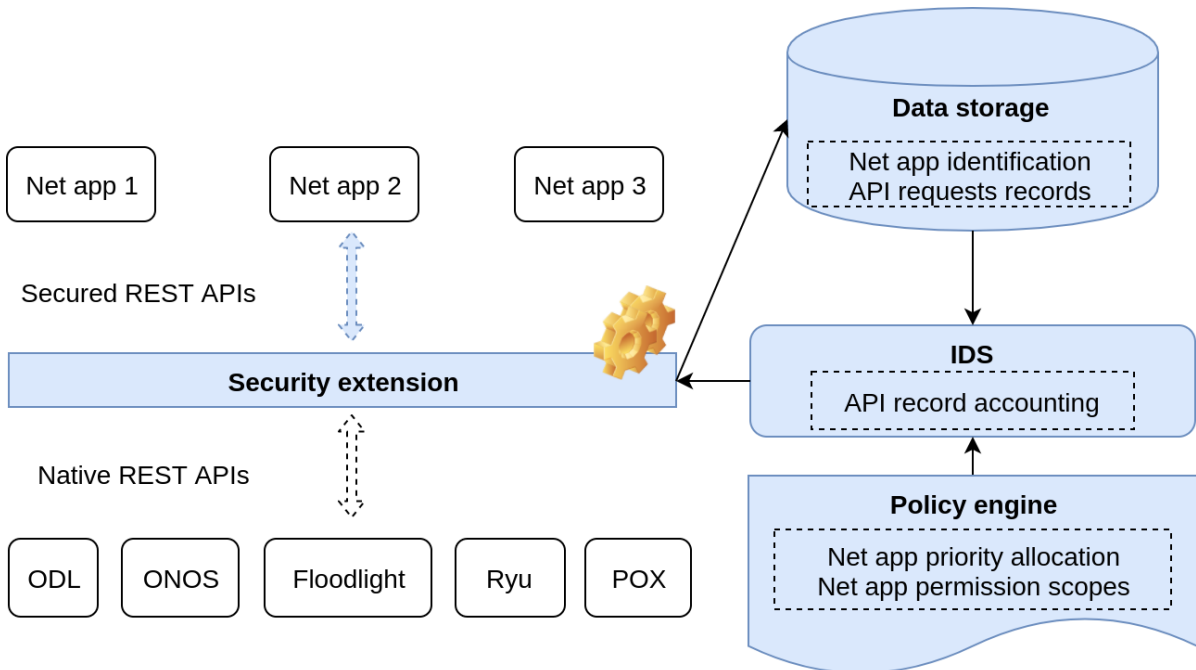 Net app 1
Net app 2
Net app 3
Secured REST APIs
Security extension
Native REST APIs
ODL
ONOS
Floodlight
Ryu
POX
Data storage
Net app identification
API requests records
IDS
API record accounting
Policy engine
Net app priority allocation
Net app permission scopes